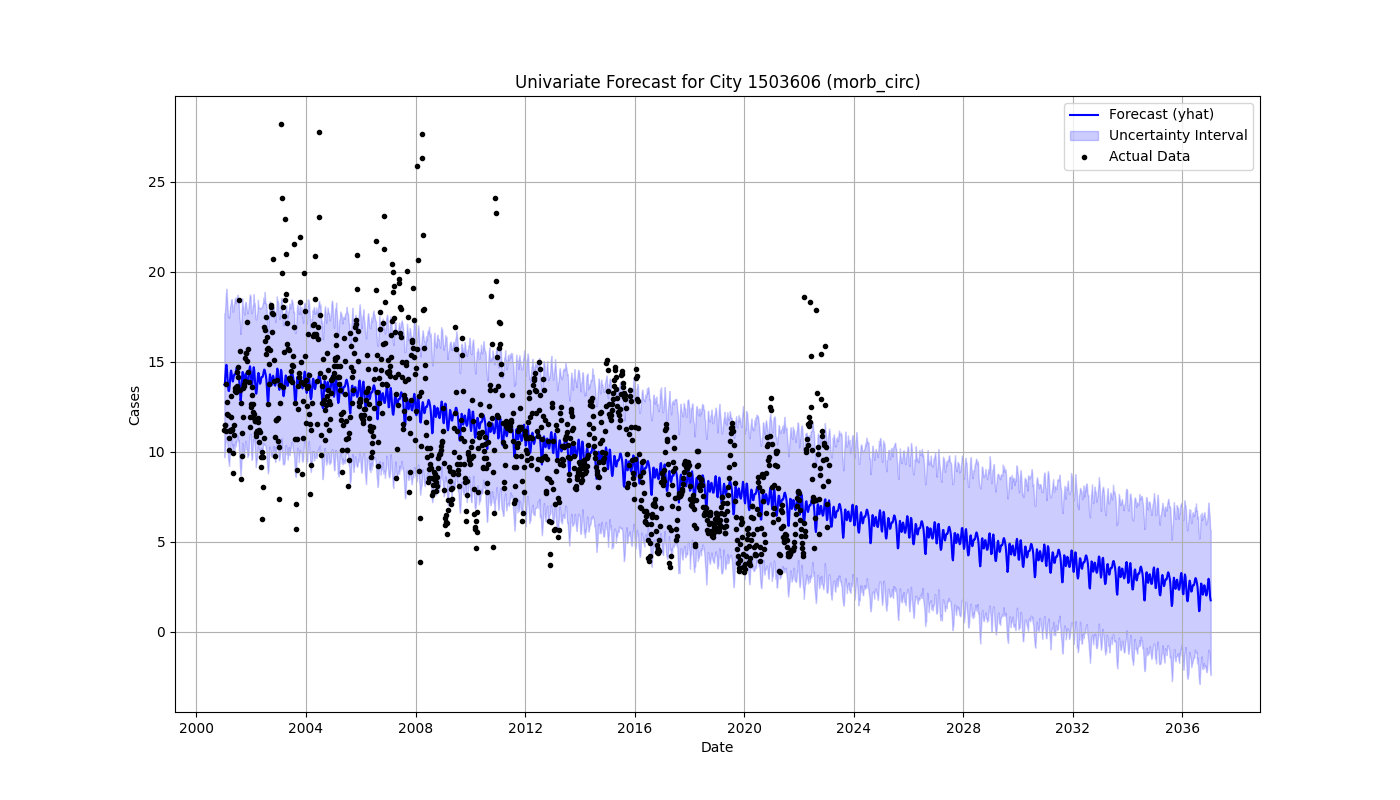 Univariate Forecast for City 1503606 (morb_circ)
Forecast (yhat)
Uncertainty Interval
Actual Data
Cases
25
20
15
10
5
0
2000 2004 2008 2012 2016 2020 2024 2028 2032 2036
Date